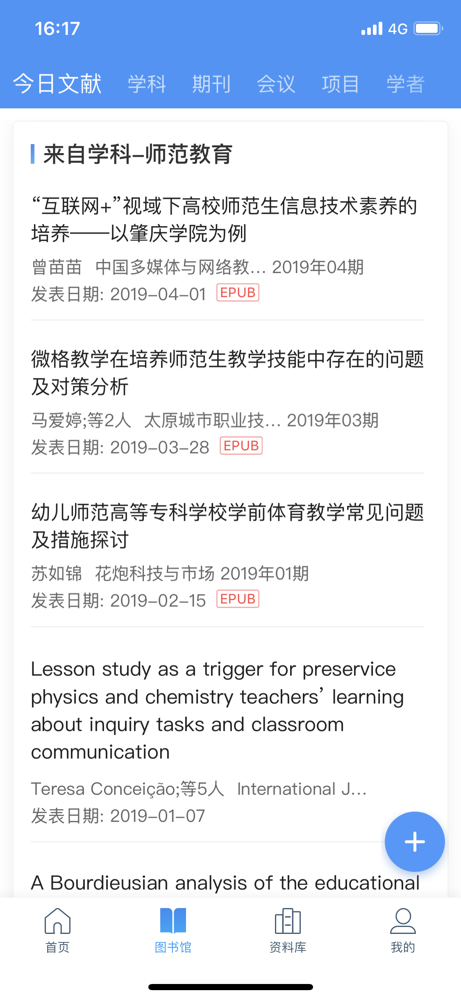 16:17
4G
今日文献 学科 期刊 会议 项目 学者
来自学科-师范教育
“互联网+”视域下高校师范生信息技术素养的
培养——以肇庆学院为例
曾苗苗 中国多媒体与网络教... 2019年04期
发表日期: 2019-04-01 EPUB
微格教学在培养师范生教学技能中存在的问题
及对策分析
马爱婷;等2人 太原城市职业技... 2019年03期
发表日期: 2019-03-28 EPUB
幼儿师范高等专科学校学前体育教学常见问题
及措施探讨
苏如锦 花炮科技与市场 2019年01期
发表日期: 2019-02-15 EPUB
Lesson study as a trigger for preservice
physics and chemistry teachers’ learning
about inquiry tasks and classroom
communication
Teresa Conceição;等5人 International J...
发表日期: 2019-01-07
A Bourdieusian analysis of the educational
首页 图书馆 资料库 我的